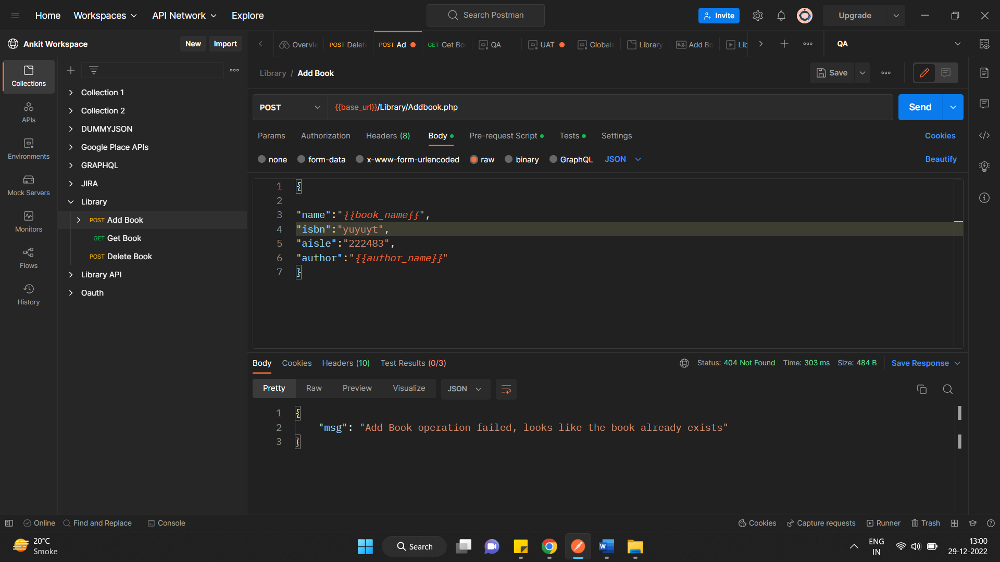 Home Workspaces API Network Explore Search Postman Invite Upgrade
Ankit Workspace New Import Overvie POST Delete POST Ad GET Get Bo QA UAT Globals Library e.g. Add Bo Lib QA
Collections
APIs
Environments
Mock Servers
Monitors
Flows
History
Collection 1
Collection 2
DUMMYJSON
Google Place APIs
GRAPHQL
JIRA
Library
POST Add Book
GET Get Book
POST Delete Book
Library API
Oauth
Library / Add Book Save
POST {{base_url}}/Library/Addbook.php Send
Params Authorization Headers (8) Body Pre-request Script Tests Settings Cookies
none form-data x-www-form-urlencoded raw binary GraphQL JSON Beautify
1 {
2
3 "name":"{{book_name}}",
4 "isbn":"yuyuyt",
5 "aisle":"222483",
6 "author":"{{author_name}}"
7 }
Body Cookies Headers (10) Test Results (0/3) Status: 404 Not Found Time: 303 ms Size: 484 B Save Response
Pretty Raw Preview Visualize JSON
1 {
2 "msg": "Add Book operation failed, looks like the book already exists"
3 }
Online Find and Replace Console Cookies Capture requests Runner Trash
20°C
Smoke
Search
ENG
IN
13:00
29-12-2022